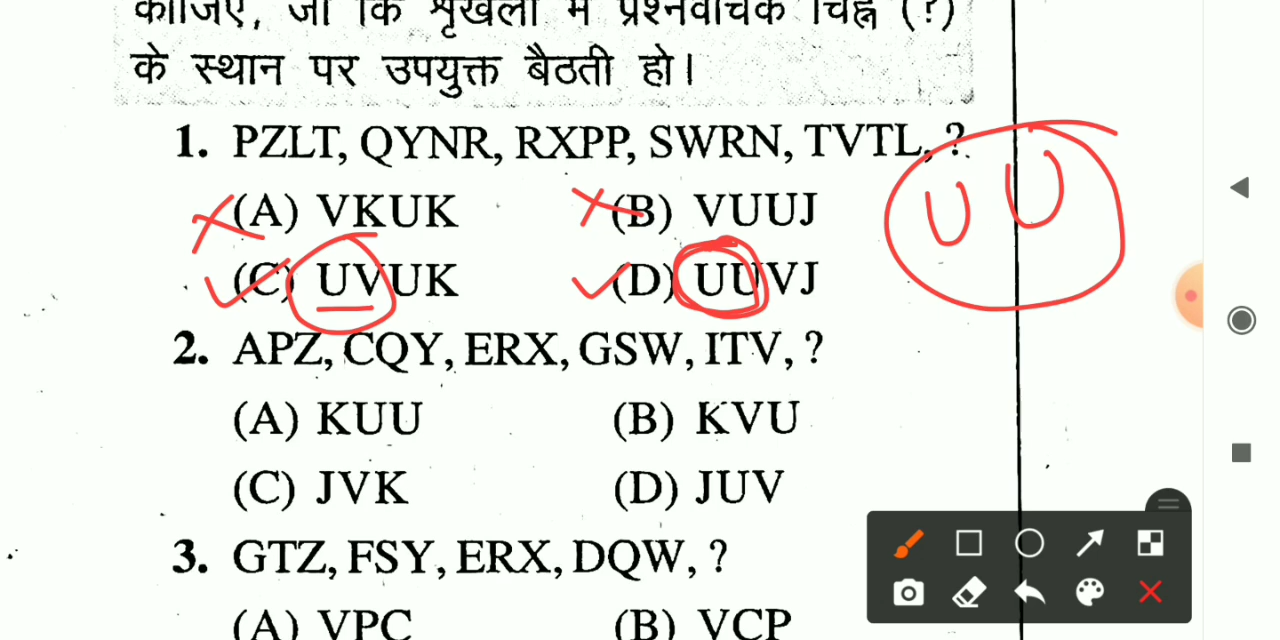 कीजिए, जो कि शृंखला में प्रश्नवाचक चिह्न (?)
के स्थान पर उपयुक्त बैठती हो।
1. PZLT, QYNR, RXPP, SWRN, TVTL, ?
(A) VKUK (B) VUUJ
(C) UVUK (D) UUVJ
U U
2. APZ, CQY, ERX, GSW, ITV, ?
(A) KUU (B) KVU
(C) JVK (D) JUV
3. GTZ, FSY, ERX, DQW, ?
(A) VPC (B) VCP